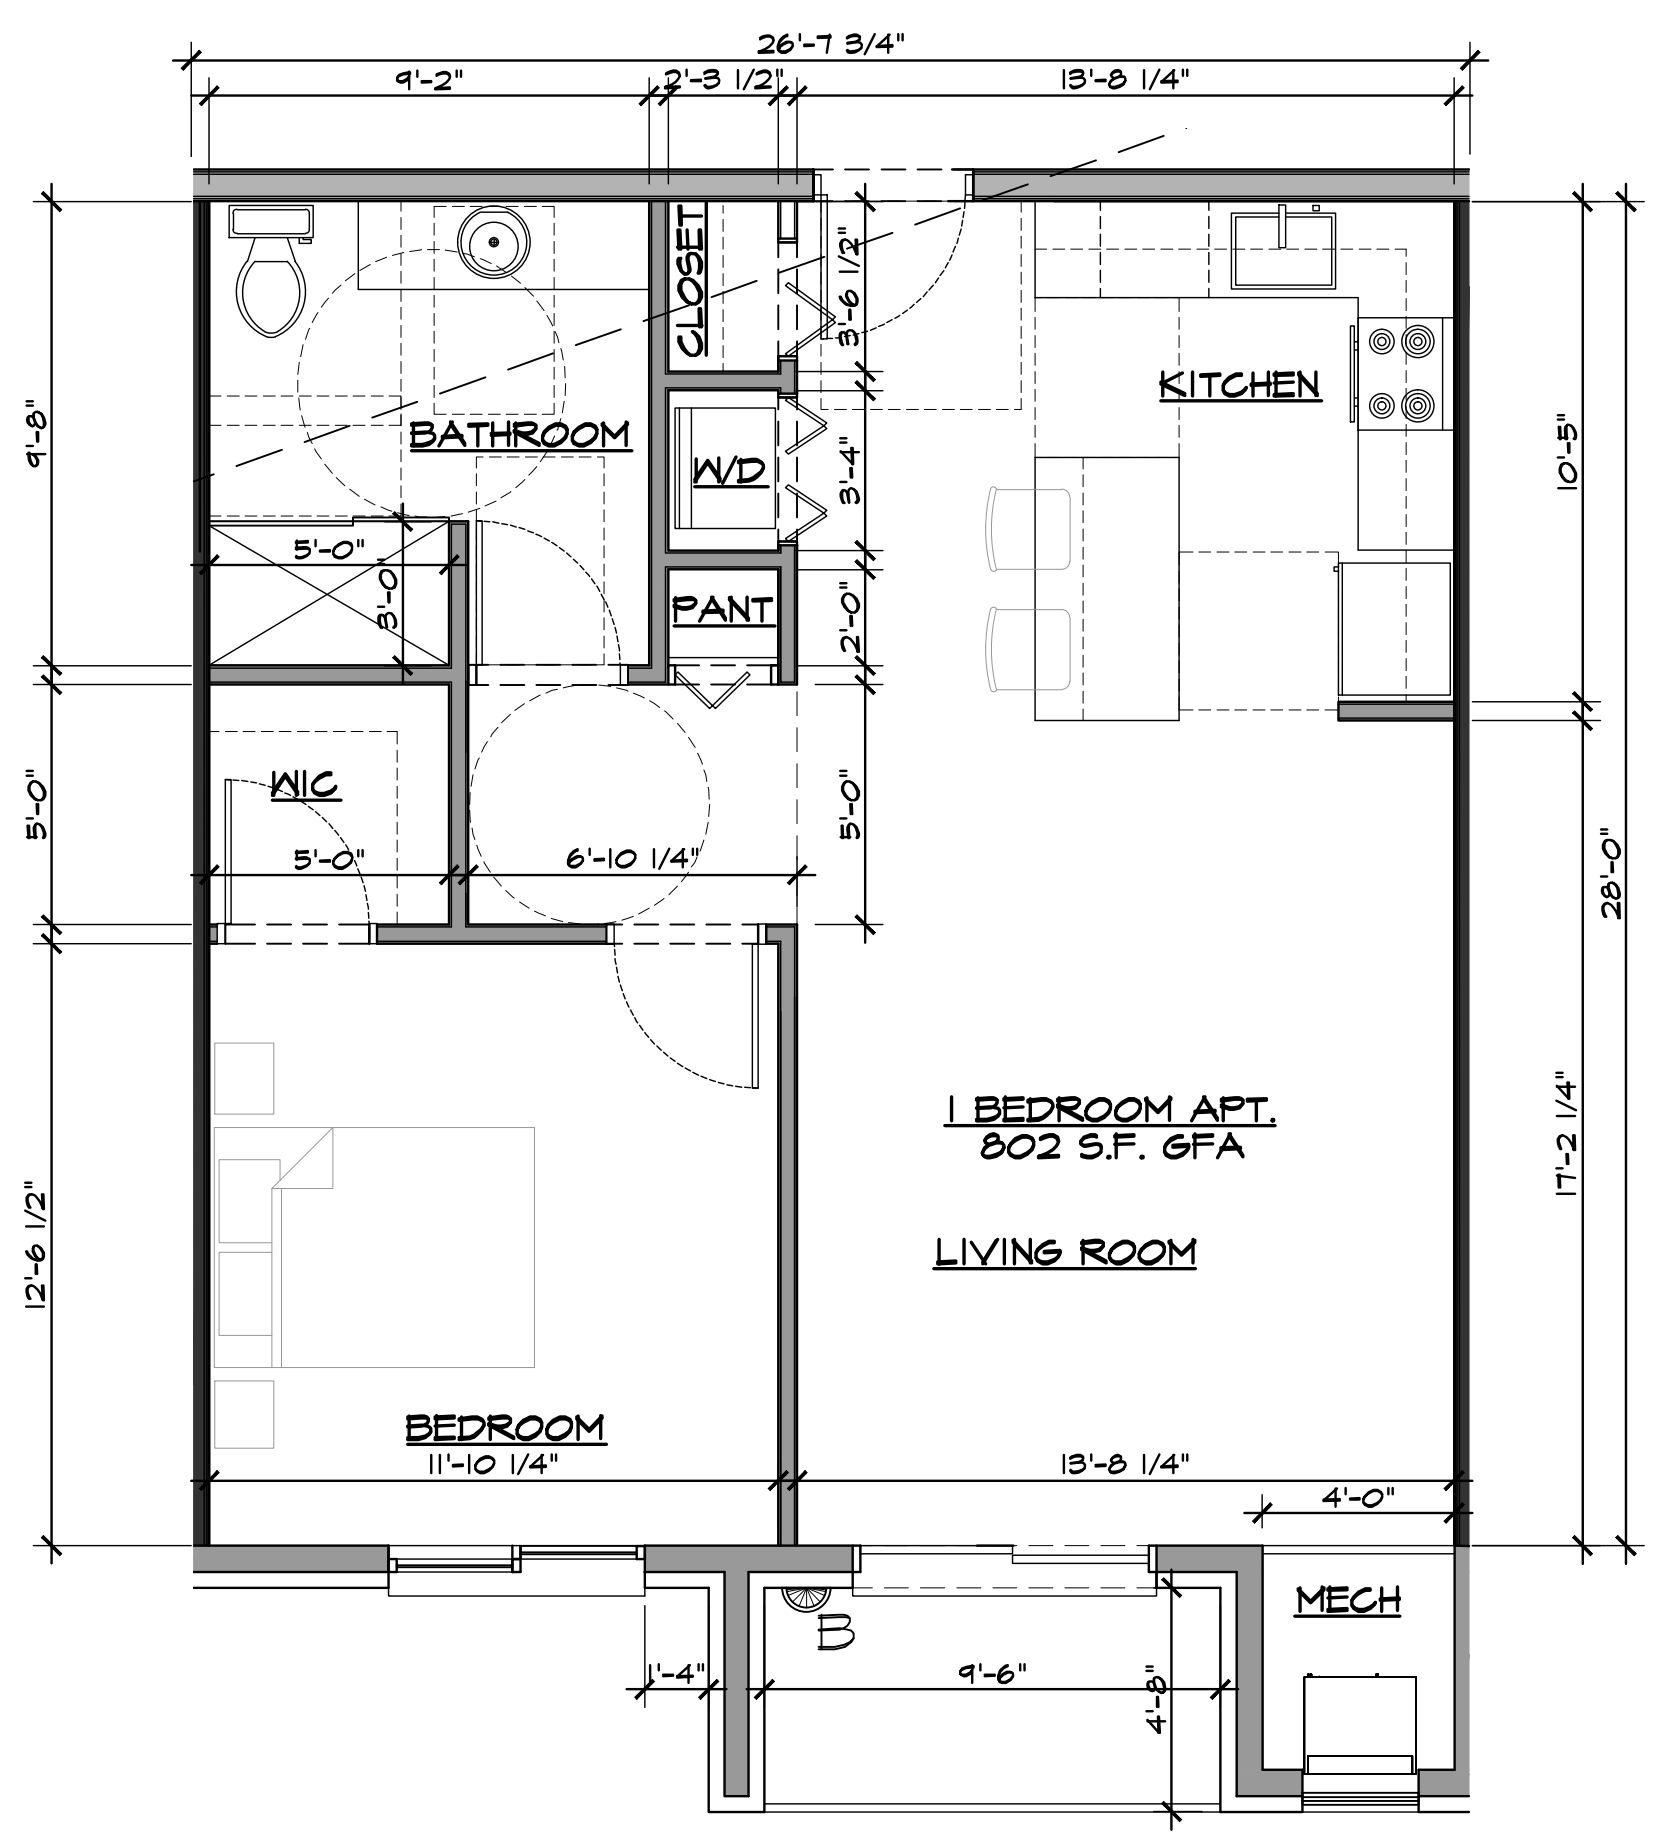 26'-7 3/4"
9'-2"
2'-3 1/2"
13'-8 1/4"
CLOSET
3'-6 1/2"
KITCHEN
9'-8"
BATHROOM
W/D
3'-4"
10'-5"
5'-0"
3'-0"
PANT
2'-0"
WIC
5'-0"
5'-0"
6'-10 1/4"
5'-0"
28'-0"
1 BEDROOM APT.
802 S.F. GFA
17'-2 1/4"
12'-6 1/2"
LIVING ROOM
BEDROOM
11'-10 1/4"
13'-8 1/4"
4'-0"
MECH
B
1'-4"
9'-6"
4'-8"